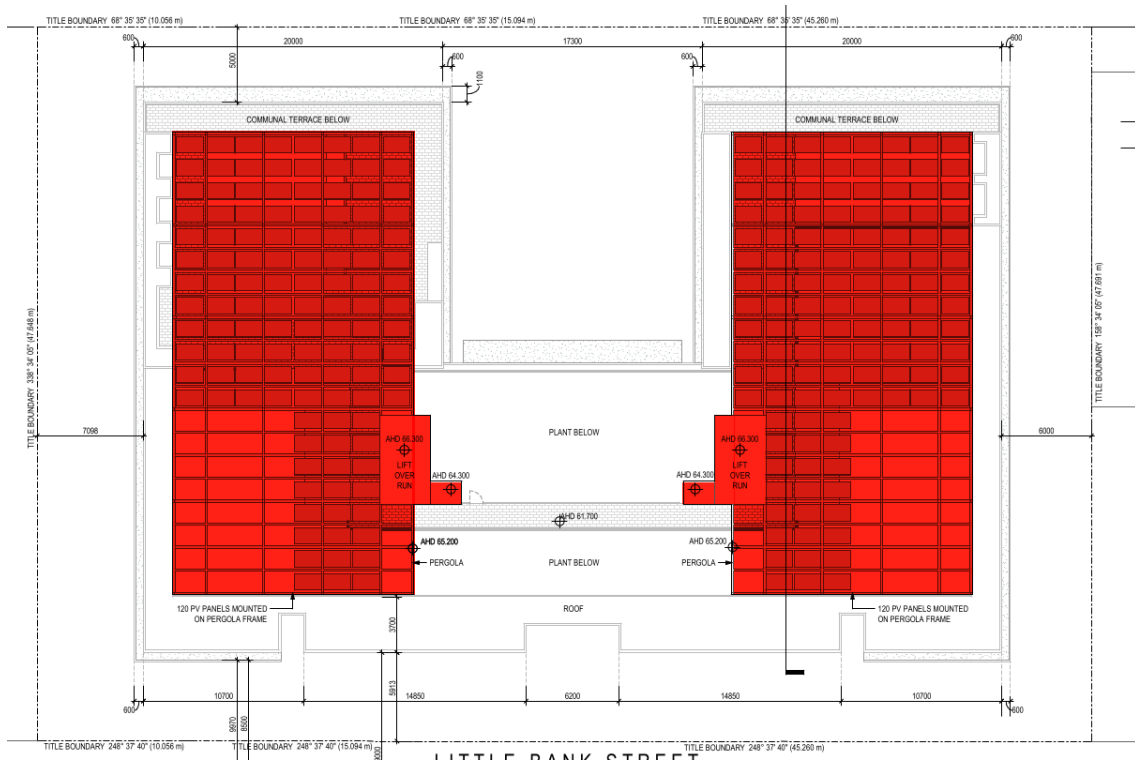 TITLE BOUNDARY 68° 35' 35" (10.056 m)
TITLE BOUNDARY 68° 35' 35" (15.094 m)
TITLE BOUNDARY 68° 35' 35" (45.260 m)
600
20000
17300
20000
600
5000
600
600
1100
COMMUNAL TERRACE BELOW
COMMUNAL TERRACE BELOW
TITLE BOUNDARY 338° 34' 05" (47.648 m)
TITLE BOUNDARY 158° 34' 05" (47.691 m)
7098
6000
PLANT BELOW
AHD 66.300
LIFT
OVER
RUN
AHD 64.300
AHD 64.300
AHD 66.300
LIFT
OVER
RUN
AHD 61.700
AHD 65.200
AHD 65.200
PERGOLA
PLANT BELOW
PERGOLA
120 PV PANELS MOUNTED
ON PERGOLA FRAME
ROOF
120 PV PANELS MOUNTED
ON PERGOLA FRAME
3700
5913
600
10700
14850
6200
14850
10700
600
9970
8500
TITLE BOUNDARY 248° 37' 40" (10.056 m)
TITLE BOUNDARY 248° 37' 40" (15.094 m)
TITLE BOUNDARY 248° 37' 40" (45.260 m)
LITTLE BANK STREET